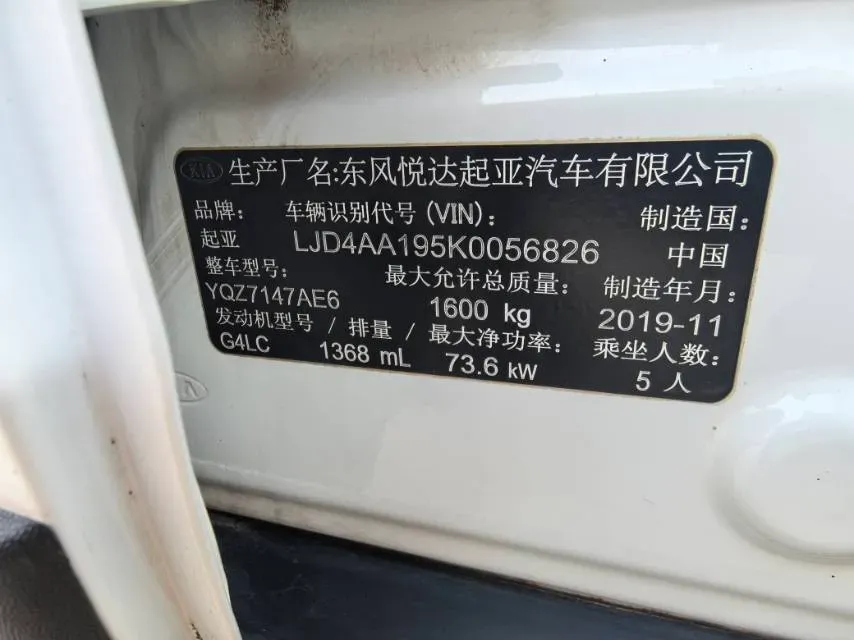 KIA 生产厂名:东风悦达起亚汽车有限公司
品牌: 车辆识别代号(VIN): 制造国:
起亚 LJD4AA195K0056826 中国
整车型号: 最大允许总质量: 制造年月:
YQZ7147AE6 1600 kg 2019-11
发动机型号 / 排量 / 最大净功率: 乘坐人数:
G4LC 1368 mL 73.6 kW 5 人